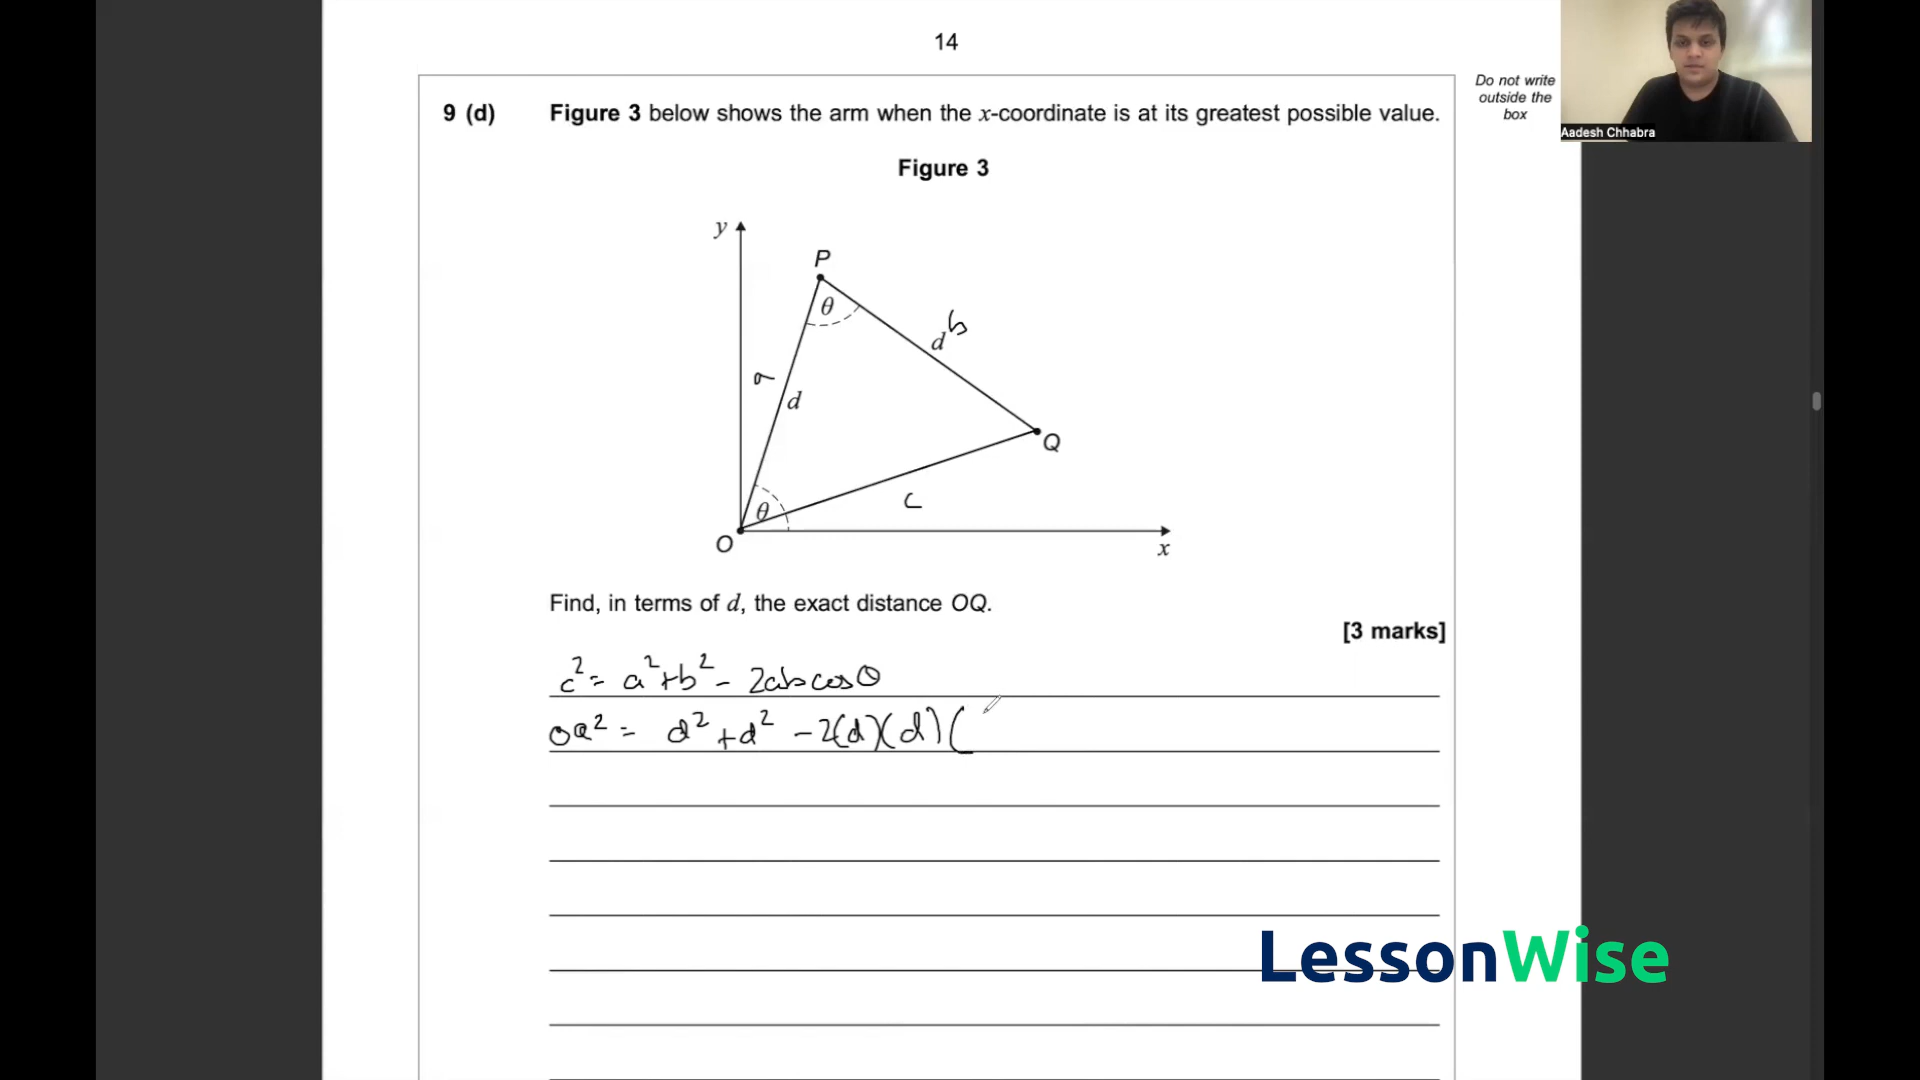 14
Do not write
outside the
box
Aadesh Chhabra
9 (d) Figure 3 below shows the arm when the x-coordinate is at its greatest possible value.
Figure 3
y
P
θ
b
d
a
d
Q
c
θ
O
x
Find, in terms of d, the exact distance OQ.
[3 marks]
c² = a² + b² - 2ab cos θ
OQ² = d² + d² - 2(d)(d)(
LessonWise